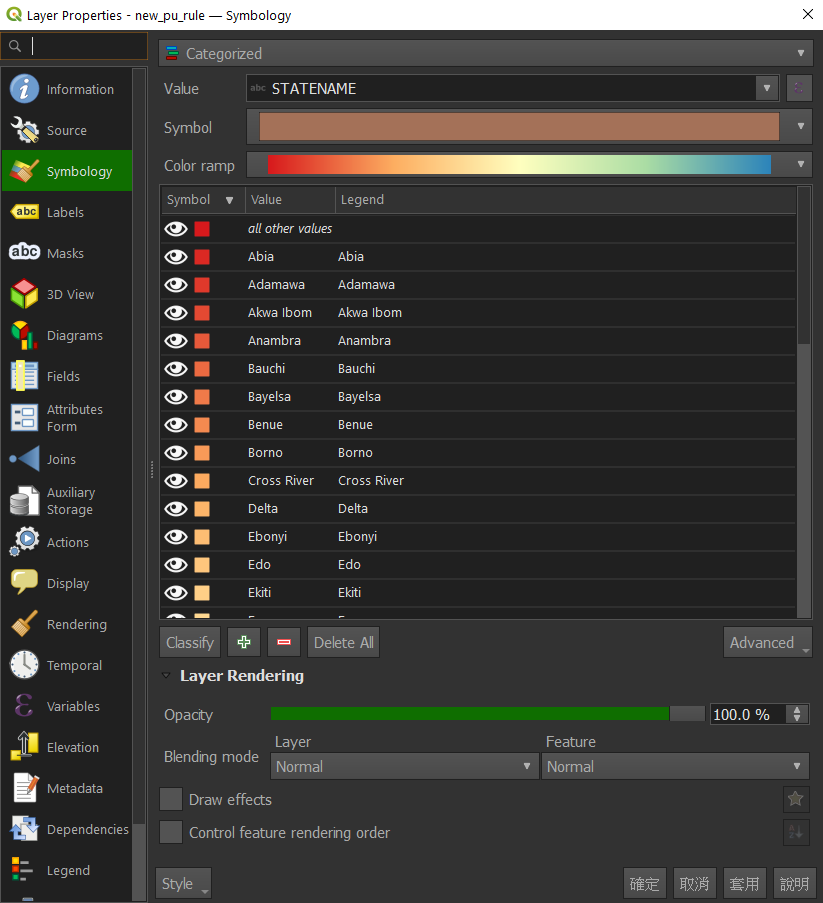 Layer Properties - new_pu_rule — Symbology
Information
Source
Symbology
abc Labels
abc Masks
3D View
Diagrams
Fields
Attributes
Form
Joins
Auxiliary
Storage
Actions
Display
Rendering
Temporal
Variables
Elevation
Metadata
Dependencies
Legend
Categorized
Value abc STATENAME
Symbol
Color ramp
Symbol Value Legend
all other values
Abia Abia
Adamawa Adamawa
Akwa Ibom Akwa Ibom
Anambra Anambra
Bauchi Bauchi
Bayelsa Bayelsa
Benue Benue
Borno Borno
Cross River Cross River
Delta Delta
Ebonyi Ebonyi
Edo Edo
Ekiti Ekiti
Classify Delete All Advanced
Layer Rendering
Opacity 100.0 %
Layer Feature
Blending mode Normal Normal
Draw effects
Control feature rendering order
Style 確定 取消 套用 說明